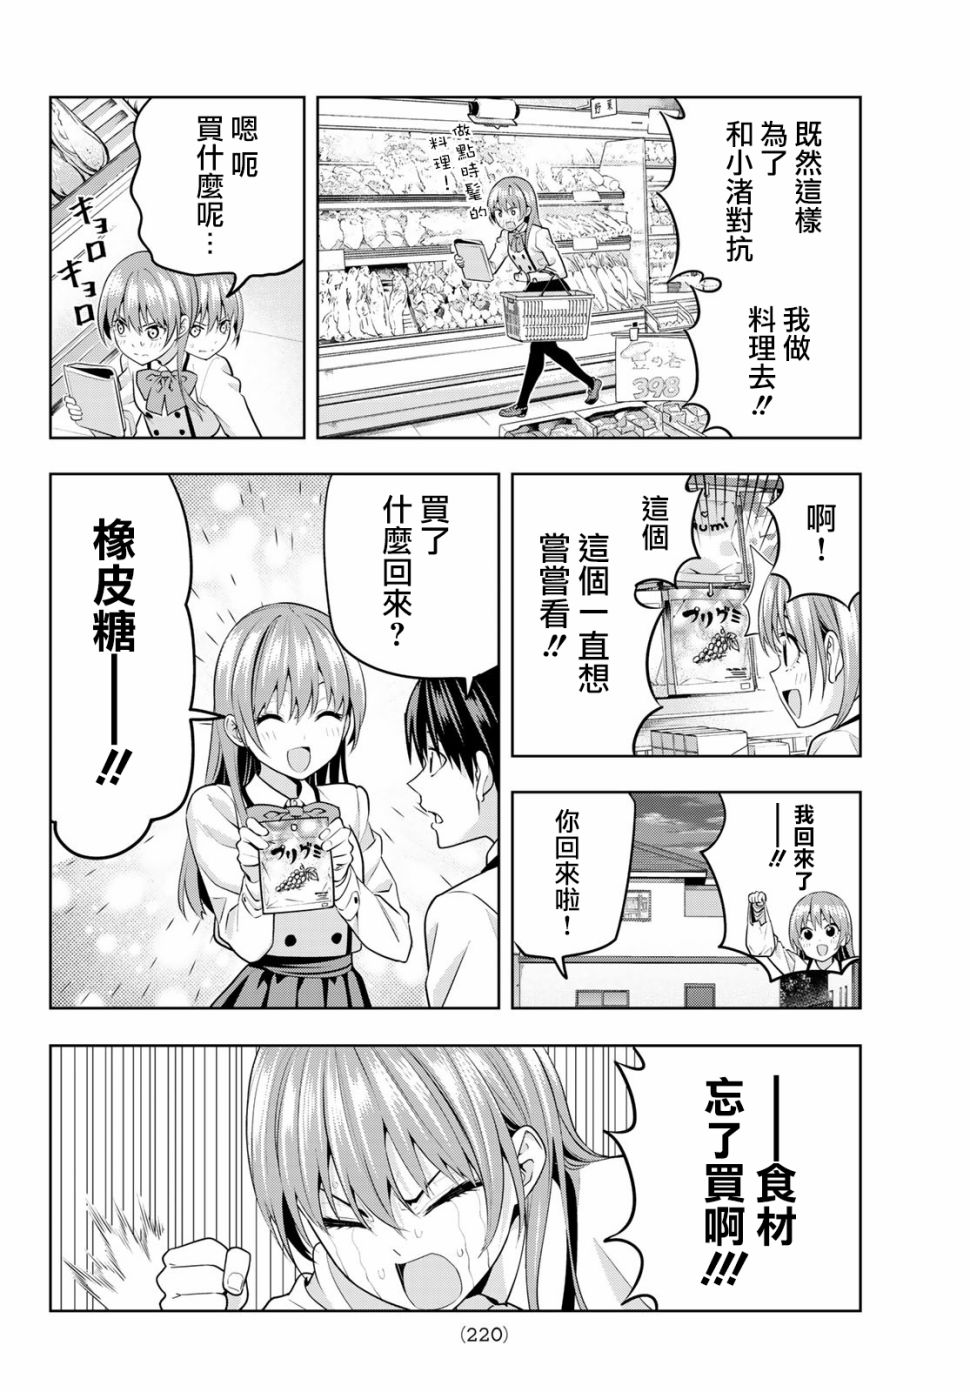 既然這樣
為了
和小渚對抗
我做
料理去!!
野菜
做點時髦的
料理!
398
嗯呃
買什麼呢…
キョロ
キョロ
啊!
umi
プリグミ
這個
這個一直想
嘗嘗看!!
買了
什麼回來?
橡皮糖——!!
プリグミ
我回來了
——!!
你回來啦!
——食材
忘了買啊!!!
(220)